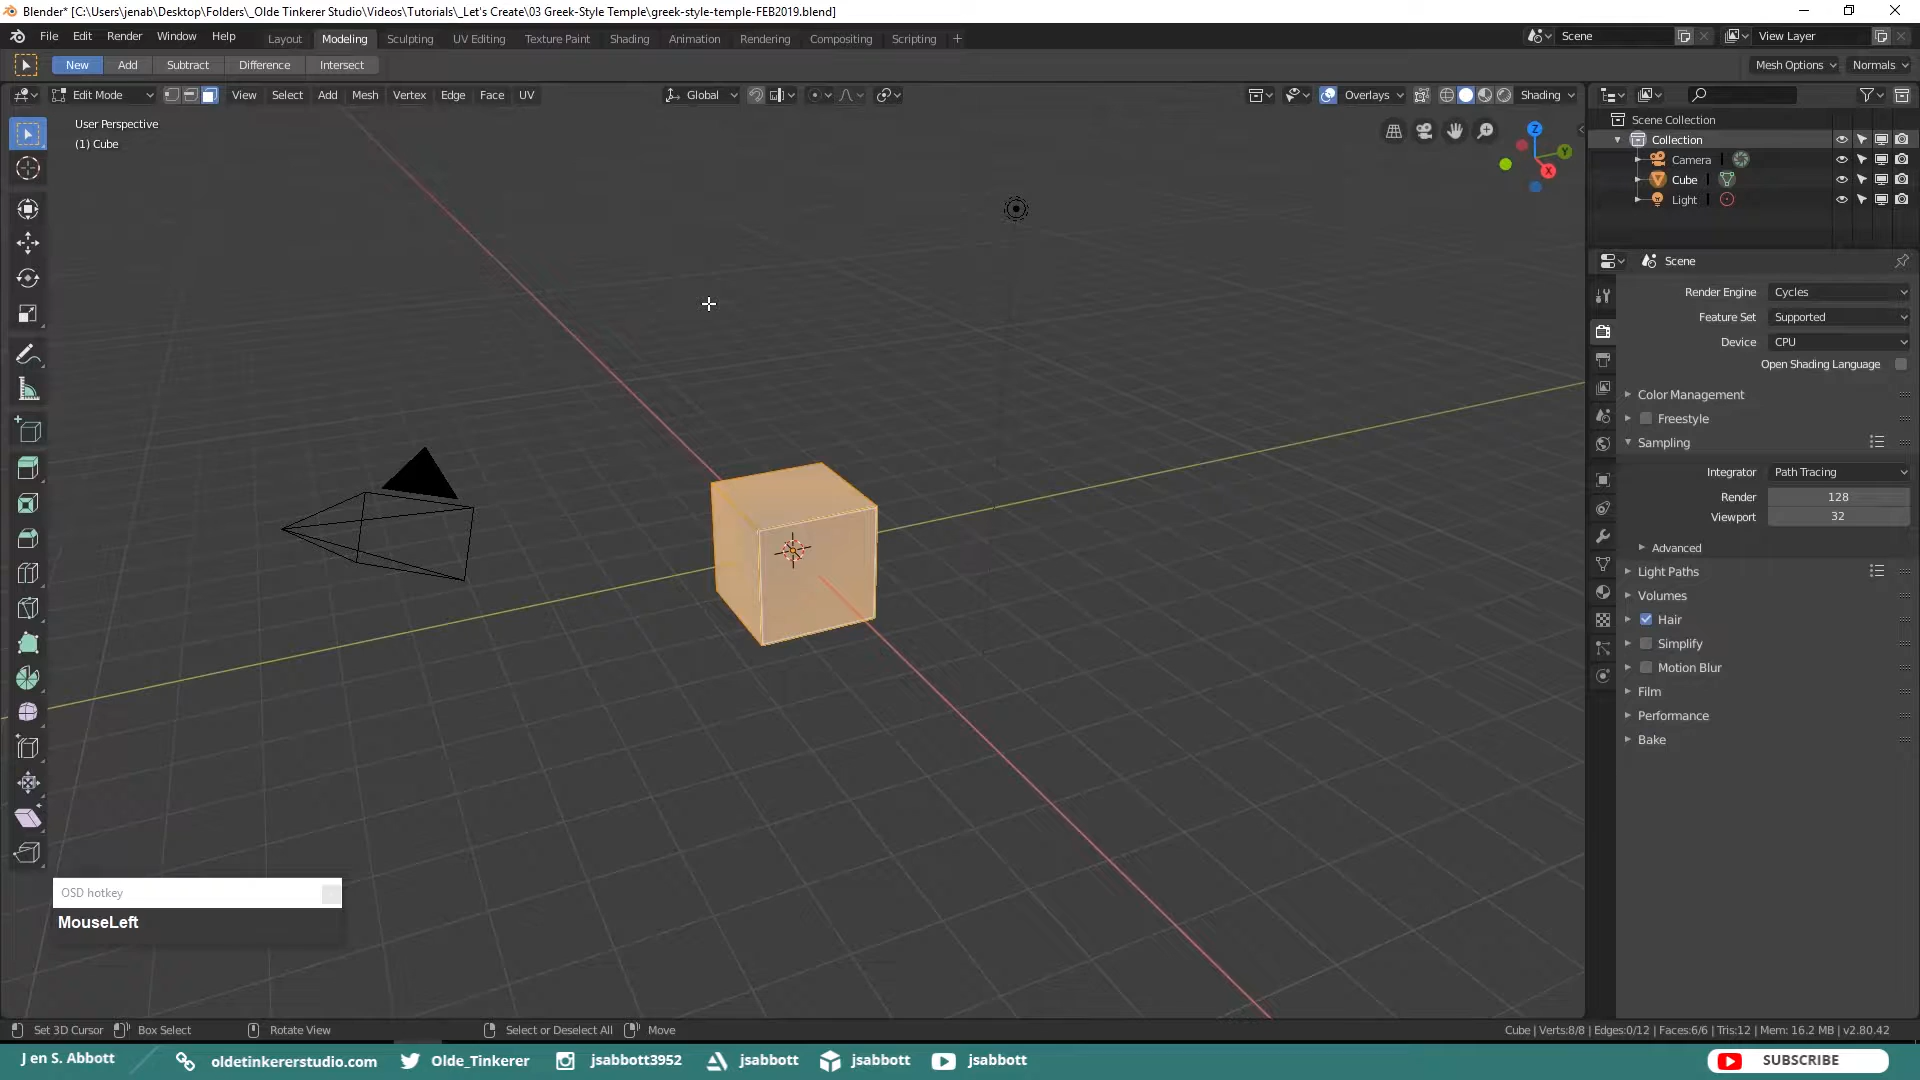 Blender* [C:\Users\jenab\Desktop\Folders\_Olde Tinkerer Studio\Videos\Tutorials\_Let's Create\03 Greek-Style Temple\greek-style-temple-FEB2019.blend]
File Edit Render Window Help Layout Modeling Sculpting UV Editing Texture Paint Shading Animation Rendering Compositing Scripting + Scene View Layer
New Add Subtract Difference Intersect Mesh Options Normals
Edit Mode View Select Add Mesh Vertex Edge Face UV Global Overlays Shading
User Perspective
(1) Cube
Z
Y
X
Scene Collection
Collection
Camera
Cube
Light
Scene
Render Engine Cycles
Feature Set Supported
Device CPU
Open Shading Language
Color Management
Freestyle
Sampling
Integrator Path Tracing
Render 128
Viewport 32
Advanced
Light Paths
Volumes
Hair
Simplify
Motion Blur
Film
Performance
Bake
OSD hotkey
MouseLeft
Set 3D Cursor Box Select Rotate View Select or Deselect All Move Cube | Verts:8/8 | Edges:0/12 | Faces:6/6 | Tris:12 | Mem: 16.2 MB | v2.80.42
J en S. Abbott oldetinkererstudio.com Olde_Tinkerer jsabbott3952 jsabbott jsabbott jsabbott SUBSCRIBE